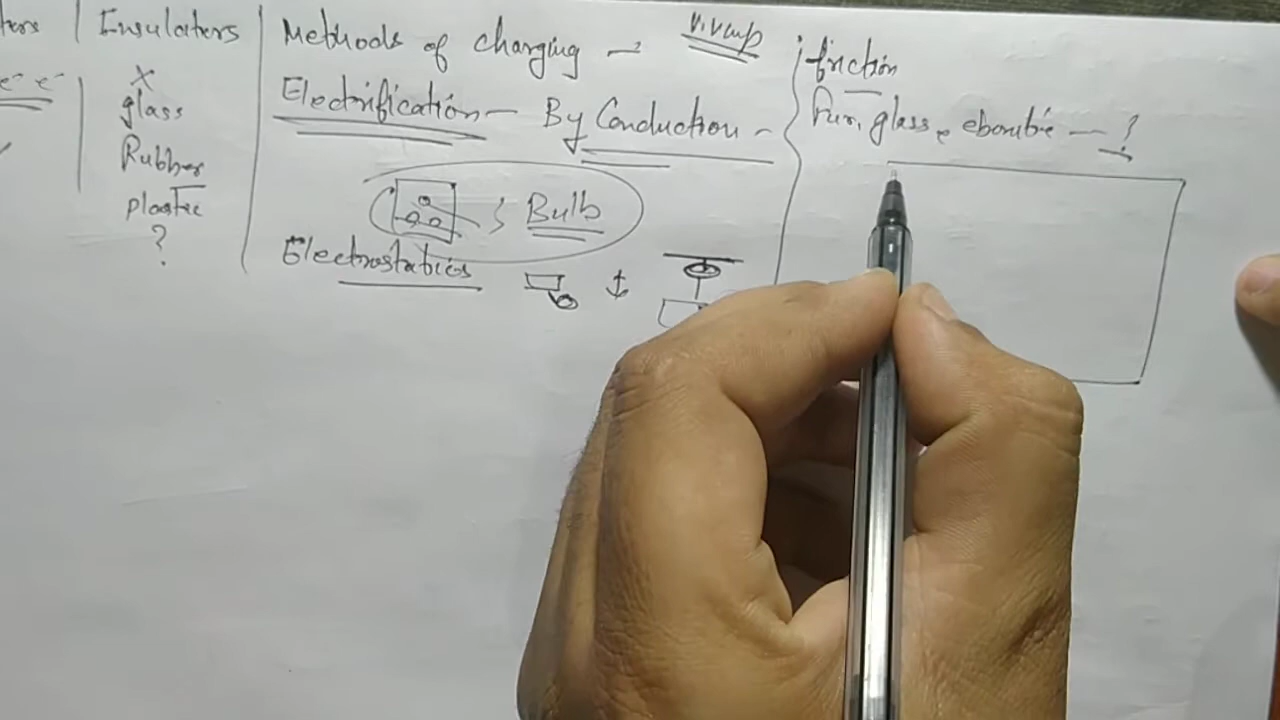 Insulators
e⁻ e⁻
x
glass
Rubber
plastic
?
Methods of charging →
Electrification — By Conduction -
Bulb
Electrostatics
friction
Fur, glass, ebonite — ?